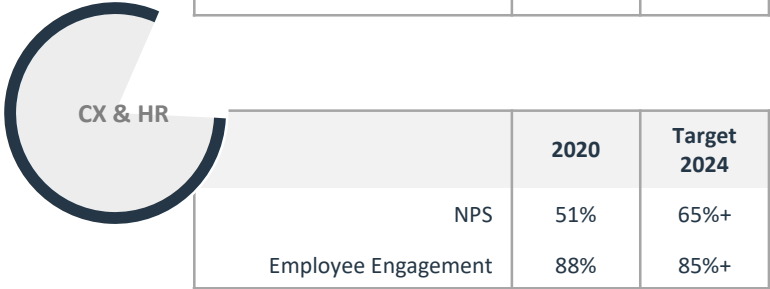 CX & HR
2020 Target 2024
NPS 51% 65%+
Employee Engagement 88% 85%+